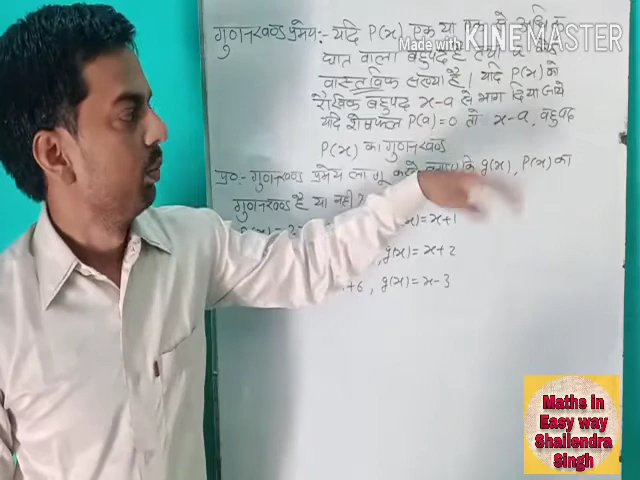 गुणनखण्ड प्रमेय:- यदि P(x) एक या
Made with KINEMASTER
घात वाला बहुपद है
वास्तविक संख्या है। यदि P(x) को
रैखिक बहुपद x-a से भाग दिया जाये
यदि शेषफल P(a)=0 तो x-a, बहुपद
P(x) का गुणनखण्ड
प्र०- गुणनखण्ड प्रमेय लागू करके g(x), P(x) का
गुणनखण्ड है या नहीं?
=x+1
, g(x)=x+2
+6, g(x)=x-3
Maths in
Easy way
Shailendra
Singh